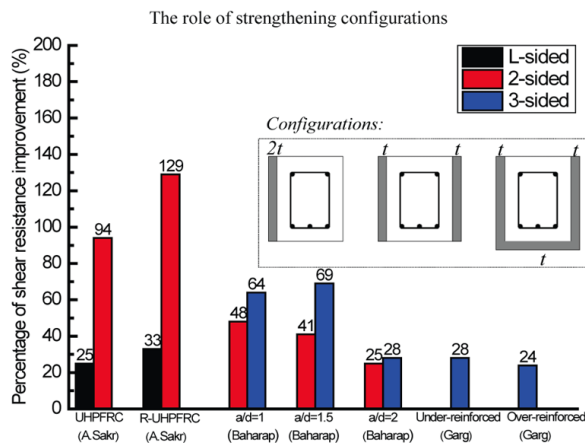 The role of strengthening configurations
Percentage of shear resistance improvement (%)
200
180
160
140
120
100
80
60
40
20
0
L-sided
2-sided
3-sided
Configurations:
2t
t t
t t
t
25
94
33
129
48
64
41
69
25
28
28
24
UHPFRC R-UHPFRC a/d=1 a/d=1.5 a/d=2 Under-reinforced Over-reinforced
(A.Sakr) (A.Sakr) (Baharap) (Baharap) (Baharap) (Garg) (Garg)